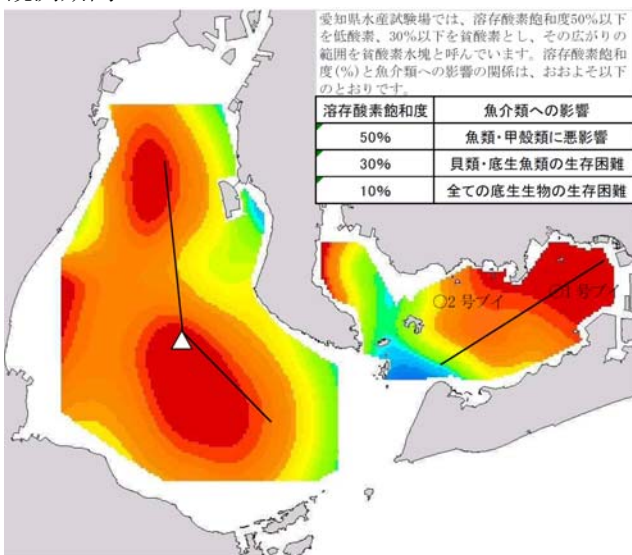 愛知県水産試験場では、溶存酸素飽和度50%以下
を低酸素、30%以下を貧酸素とし、その広がりの
範囲を貧酸素水塊と呼んでいます。溶存酸素飽和
度(%)と魚介類への影響の関係は、おおよそ以下
のとおりです。
溶存酸素飽和度 魚介類への影響
50% 魚類・甲殻類に悪影響
30% 貝類・底生魚類の生存困難
10% 全ての底生生物の生存困難
○2号ブイ
○1号ブイ